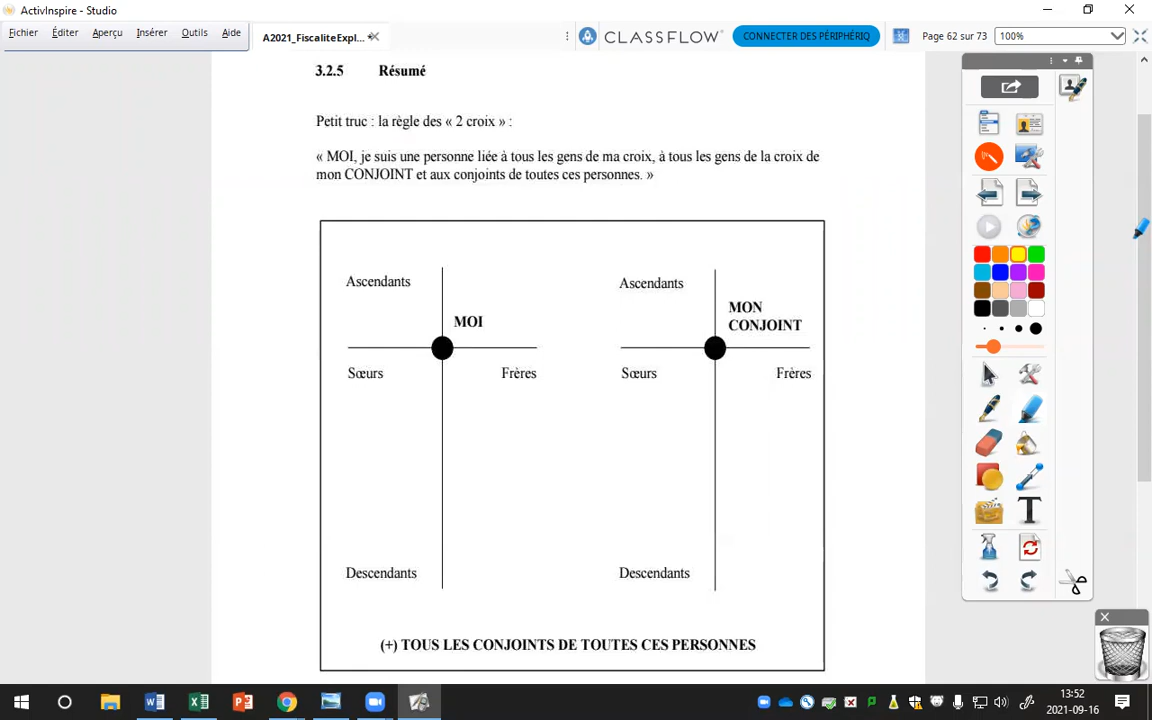 ActivInspire - Studio
Fichier Éditer Aperçu Insérer Outils Aide
A2021_FiscaliteExpl...
CLASSFLOW
CONNECTER DES PÉRIPHÉRIQ
Page 62 sur 73
100%
3.2.5 Résumé
Petit truc : la règle des « 2 croix » :
« MOI, je suis une personne liée à tous les gens de ma croix, à tous les gens de la croix de
mon CONJOINT et aux conjoints de toutes ces personnes. »
Ascendants
MOI
Sœurs
Frères
Descendants
Ascendants
MON
CONJOINT
Sœurs
Frères
Descendants
(+) TOUS LES CONJOINTS DE TOUTES CES PERSONNES
T
13:52
2021-09-16